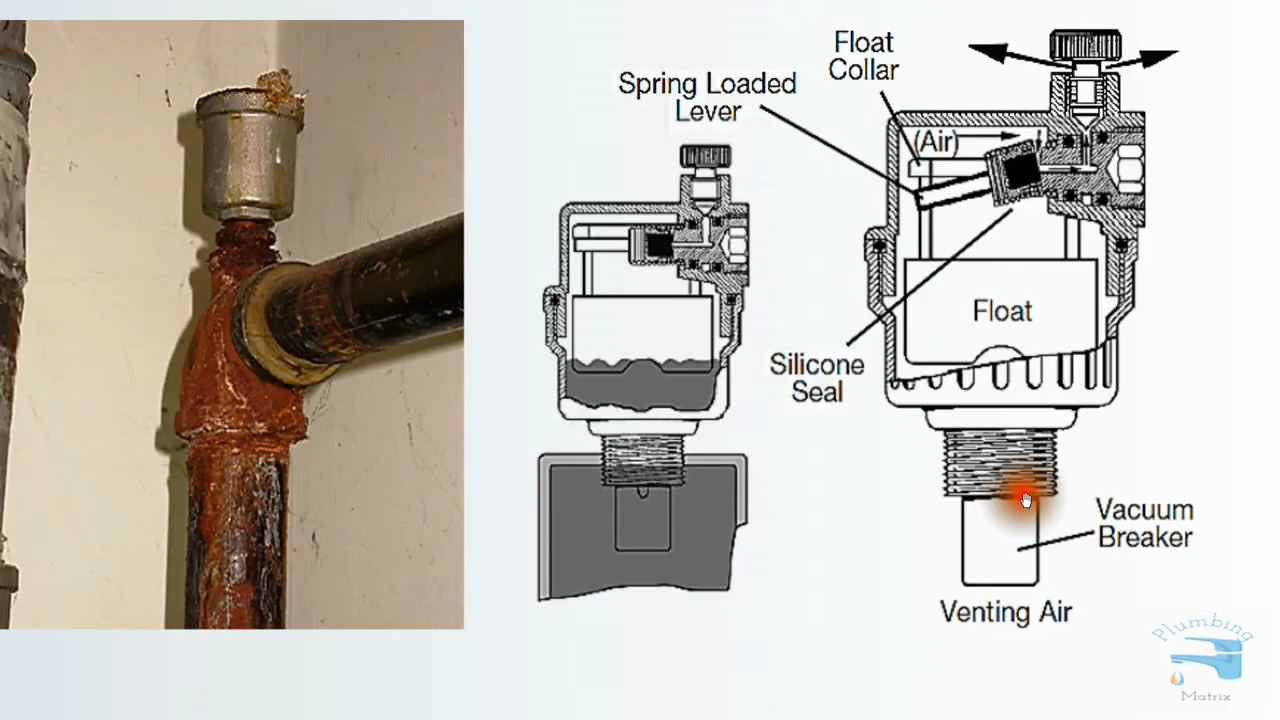 Float
Collar
Spring Loaded
Lever
(Air)
Float
Silicone
Seal
Vacuum
Breaker
Venting Air
Plumbing
Matrix